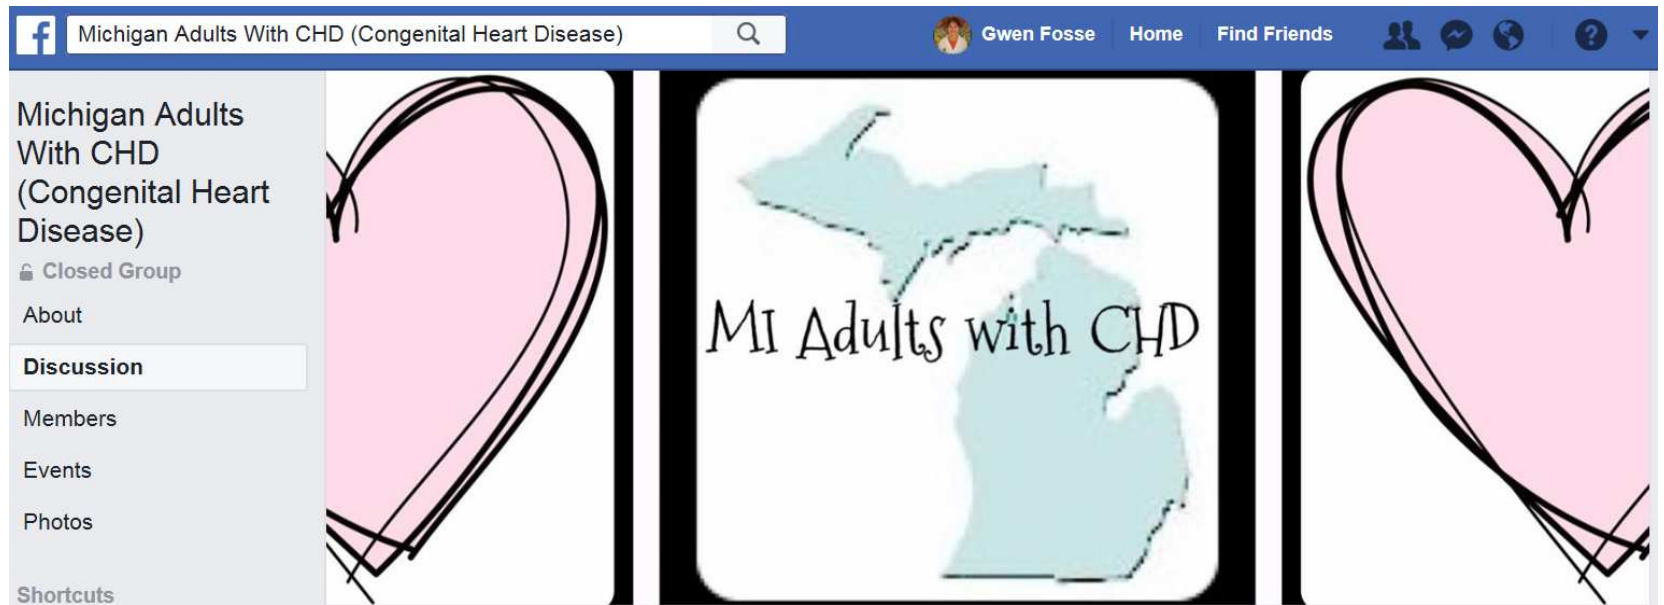 f
Michigan Adults With CHD (Congenital Heart Disease)
Gwen Fosse Home Find Friends ?
Michigan Adults
With CHD
(Congenital Heart
Disease)
Closed Group
About
Discussion
Members
Events
Photos
Shortcuts
MI Adults with CHD